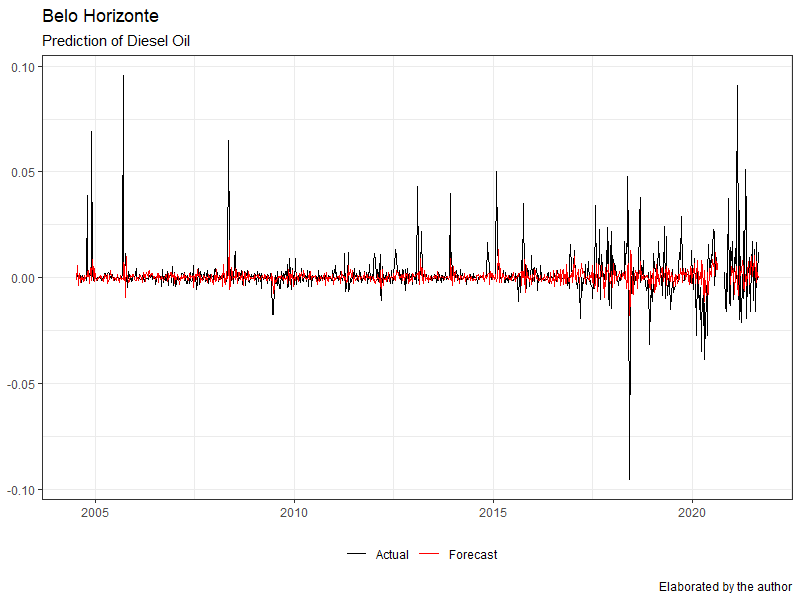 Belo Horizonte
Prediction of Diesel Oil
0.10
0.05
0.00
-0.05
-0.10
2005 2010 2015 2020
Actual Forecast
Elaborated by the author